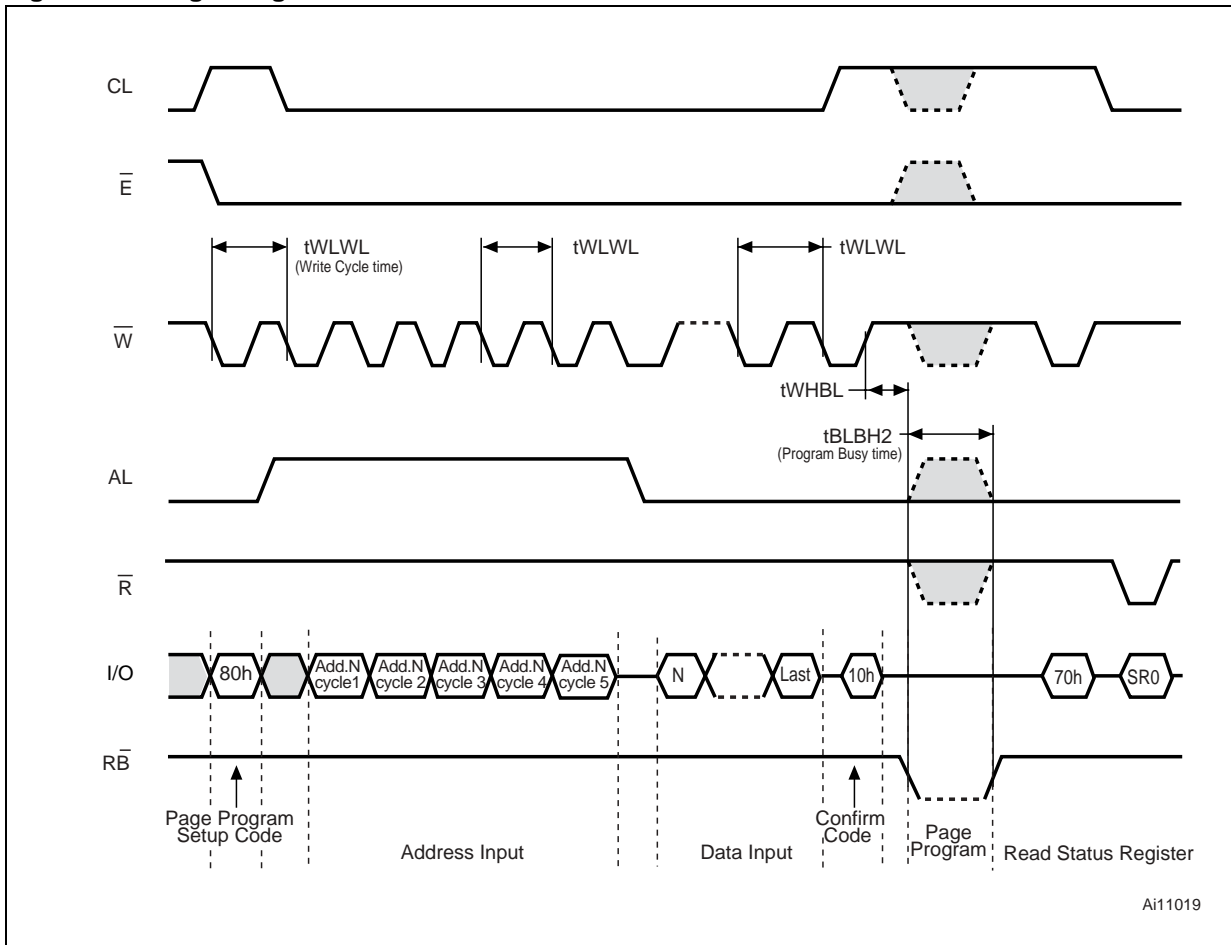 CL
E
tWLWL
(Write Cycle time)
tWLWL
tWLWL
W
tWHBL
tBLBH2
(Program Busy time)
AL
R
I/O
80h
Add.N
cycle1
Add.N
cycle 2
Add.N
cycle 3
Add.N
cycle 4
Add.N
cycle 5
N
Last
10h
70h
SR0
RB
Page Program
Setup Code
Address Input
Data Input
Confirm
Code
Page
Program
Read Status Register
Ai11019